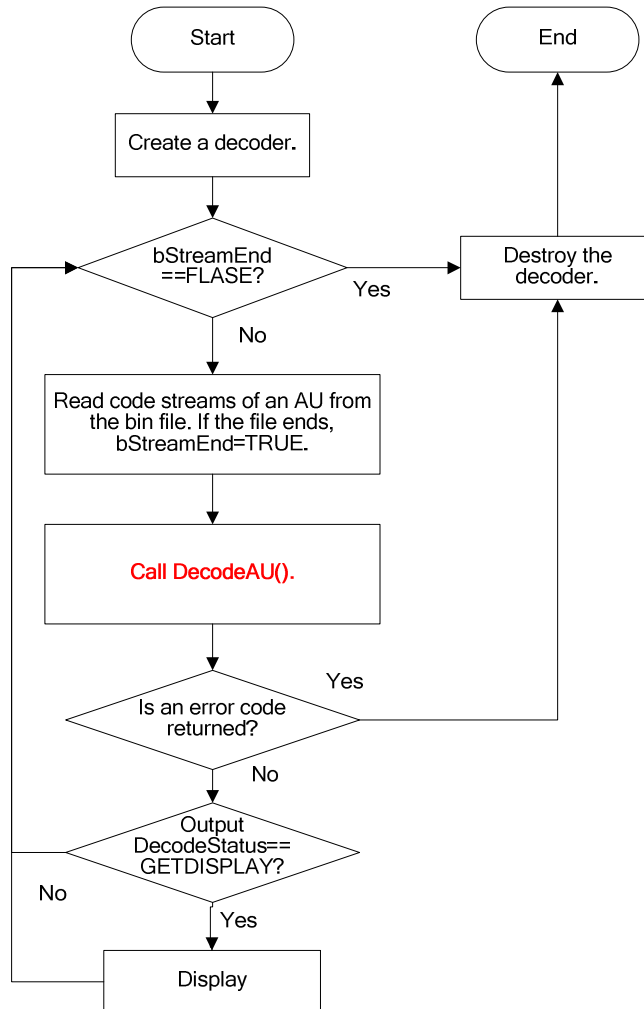 Start
End
Create a decoder.
bStreamEnd
==FLASE?
Yes
Destroy the
decoder.
No
Read code streams of an AU from
the bin file. If the file ends,
bStreamEnd=TRUE.
Call DecodeAU().
Yes
Is an error code
returned?
No
Output
DecodeStatus==
GETDISPLAY?
No
Yes
Display